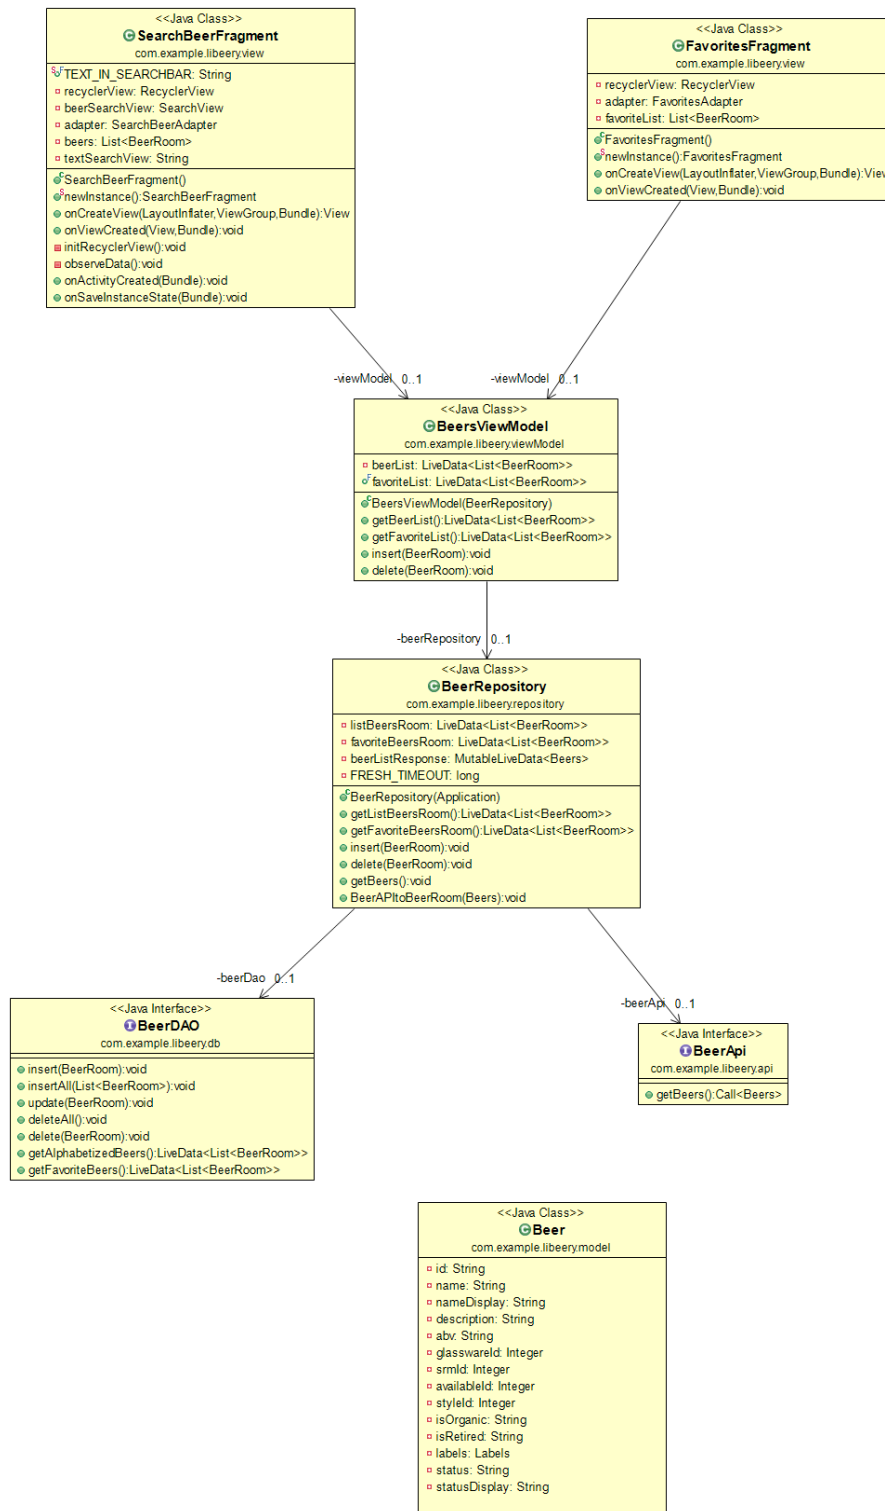 <<Java Class>>
SearchBeerFragment
com.example.libeery.view
TEXT_IN_SEARCHBAR: String
recyclerView: RecyclerView
beerSearchView: SearchView
adapter: SearchBeerAdapter
beers: List<BeerRoom>
textSearchView: String
SearchBeerFragment()
newInstance():SearchBeerFragment
onCreateView(LayoutInflater,ViewGroup,Bundle):View
onViewCreated(View,Bundle):void
initRecyclerView():void
observeData():void
onActivityCreated(Bundle):void
onSaveInstanceState(Bundle):void
<<Java Class>>
FavoritesFragment
com.example.libeery.view
recyclerView: RecyclerView
adapter: FavoritesAdapter
favoriteList: List<BeerRoom>
FavoritesFragment()
newInstance():FavoritesFragment
onCreateView(LayoutInflater,ViewGroup,Bundle):View
onViewCreated(View,Bundle):void
-viewModel 0..1
-viewModel 0..1
<<Java Class>>
BeersViewModel
com.example.libeery.viewModel
beerList: LiveData<List<BeerRoom>>
favoriteList: LiveData<List<BeerRoom>>
BeersViewModel(BeerRepository)
getBeerList():LiveData<List<BeerRoom>>
getFavoriteList():LiveData<List<BeerRoom>>
insert(BeerRoom):void
delete(BeerRoom):void
-beerRepository 0..1
<<Java Class>>
BeerRepository
com.example.libeery.repository
listBeersRoom: LiveData<List<BeerRoom>>
favoriteBeersRoom: LiveData<List<BeerRoom>>
beerListResponse: MutableLiveData<Beers>
FRESH_TIMEOUT: long
BeerRepository(Application)
getListBeersRoom():LiveData<List<BeerRoom>>
getFavoriteBeersRoom():LiveData<List<BeerRoom>>
insert(BeerRoom):void
delete(BeerRoom):void
getBeers():void
BeerAPItoBeerRoom(Beers):void
-beerDao 0..1
-beerApi 0..1
<<Java Interface>>
BeerDAO
com.example.libeery.db
insert(BeerRoom):void
insertAll(List<BeerRoom>):void
update(BeerRoom):void
deleteAll():void
delete(BeerRoom):void
getAlphabetizedBeers():LiveData<List<BeerRoom>>
getFavoriteBeers():LiveData<List<BeerRoom>>
<<Java Interface>>
BeerApi
com.example.libeery.api
getBeers():Call<Beers>
<<Java Class>>
Beer
com.example.libeery.model
id: String
name: String
nameDisplay: String
description: String
abv: String
glasswareId: Integer
srmId: Integer
availableId: Integer
styleId: Integer
isOrganic: String
isRetired: String
labels: Labels
status: String
statusDisplay: String